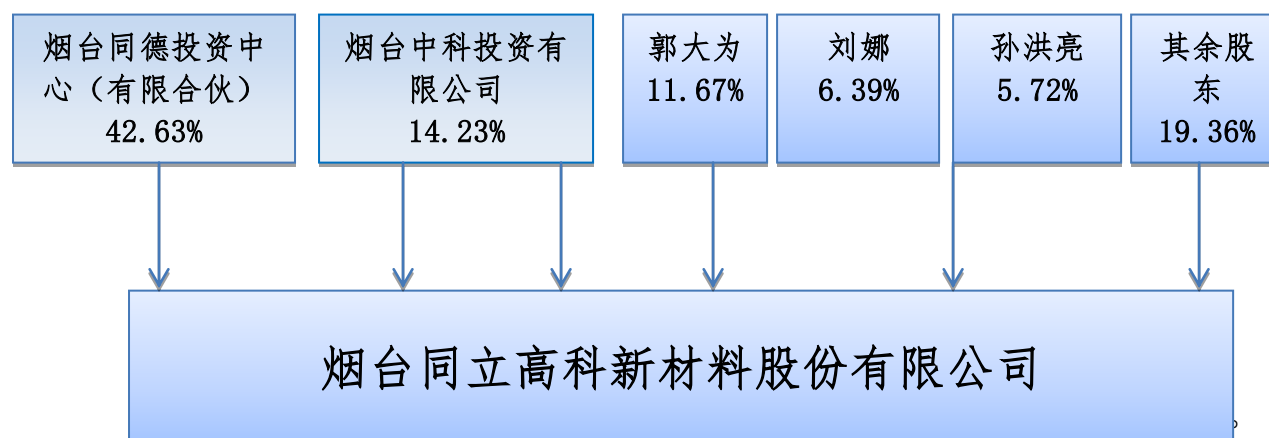 烟台同德投资中
心（有限合伙）
42.63%
烟台中科投资有
限公司
14.23%
郭大为
11.67%
刘娜
6.39%
孙洪亮
5.72%
其余股
东
19.36%
烟台同立高科新材料股份有限公司
。